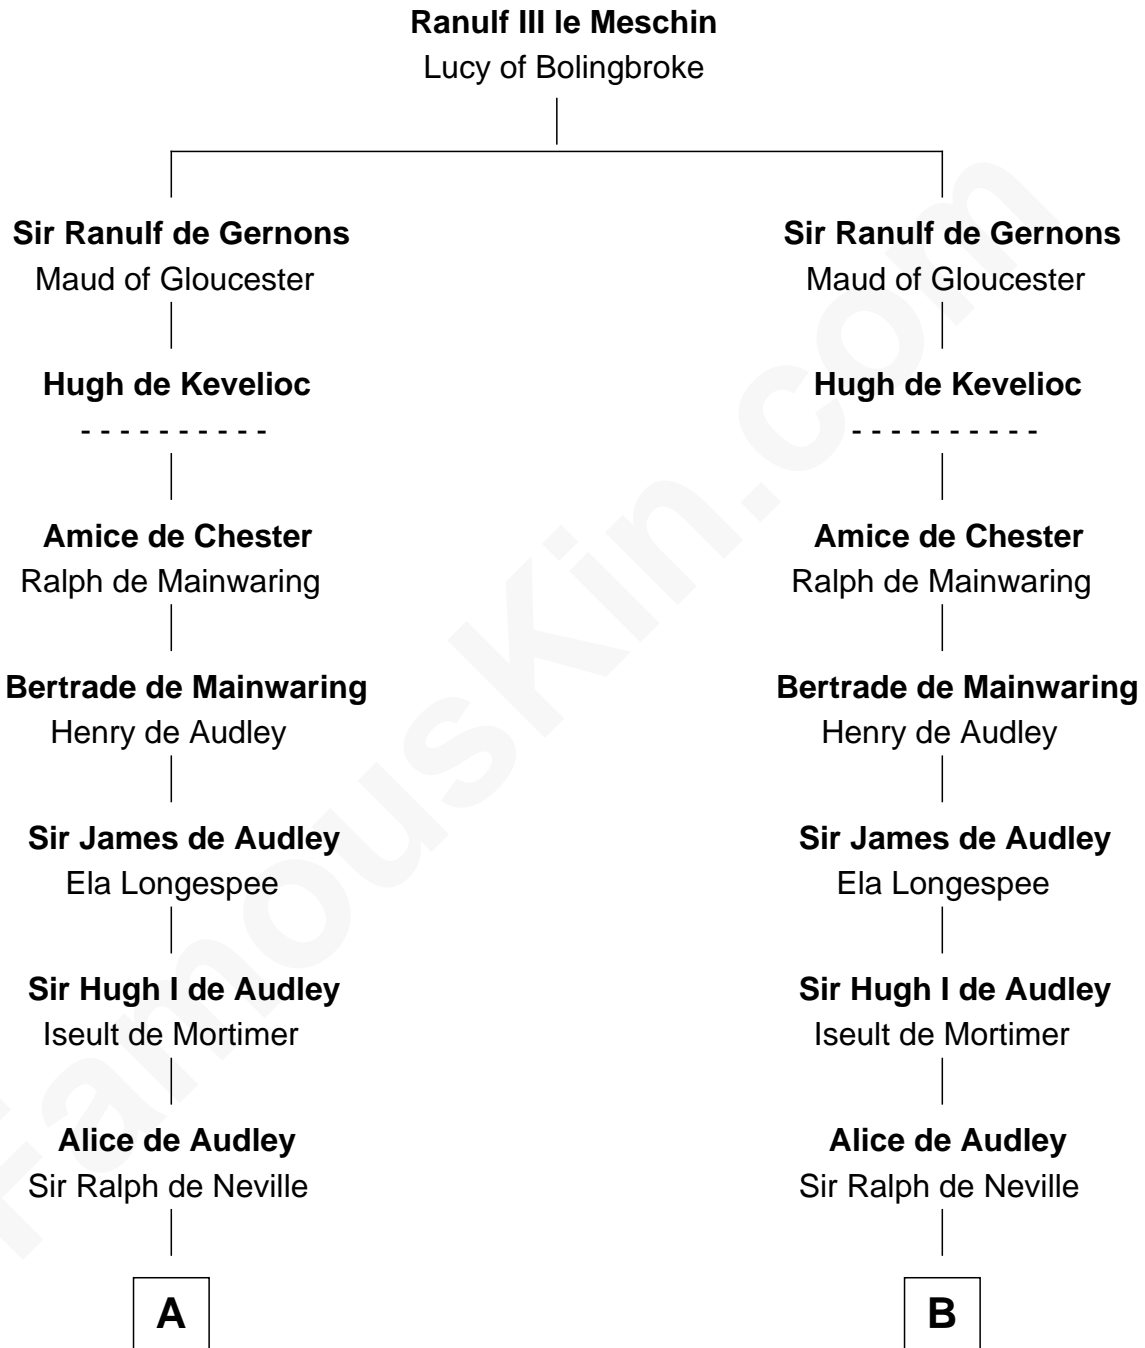 Ranulf III le Meschin
Lucy of Bolingbroke
Sir Ranulf de Gernons
Maud of Gloucester
Hugh de Kevelioc
- - - - - - - - - -
Amice de Chester
Ralph de Mainwaring
Bertrade de Mainwaring
Henry de Audley
Sir James de Audley
Ela Longespee
Sir Hugh I de Audley
Iseult de Mortimer
Alice de Audley
Sir Ralph de Neville
A
Sir Ranulf de Gernons
Maud of Gloucester
Hugh de Kevelioc
- - - - - - - - - -
Amice de Chester
Ralph de Mainwaring
Bertrade de Mainwaring
Henry de Audley
Sir James de Audley
Ela Longespee
Sir Hugh I de Audley
Iseult de Mortimer
Alice de Audley
Sir Ralph de Neville
B
FamousKin.com